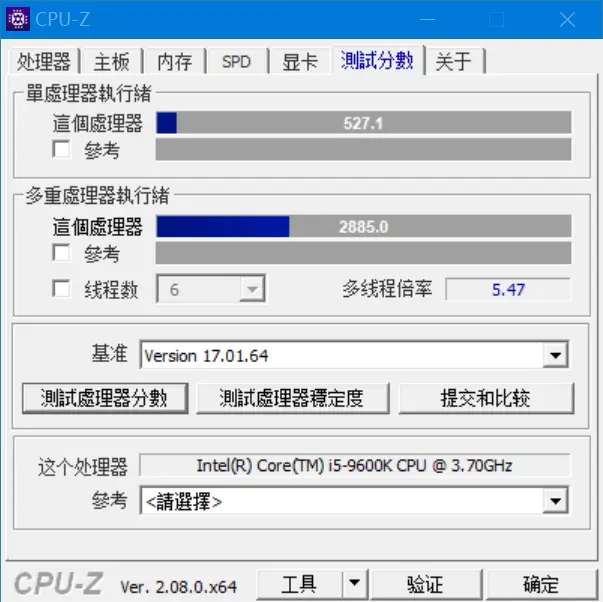 CPU-Z
处理器 主板 内存 SPD 显卡 測試分數 关于
單處理器執行緒
這個處理器 527.1
參考
多重處理器執行緒
這個處理器 2885.0
參考
线程数 6 多线程倍率 5.47
基准 Version 17.01.64
測試處理器分數 測試處理器穩定度 提交和比较
这个处理器 Intel(R) Core(TM) i5-9600K CPU @ 3.70GHz
參考 <請選擇>
CPU-Z Ver. 2.08.0.x64 工具 验证 确定